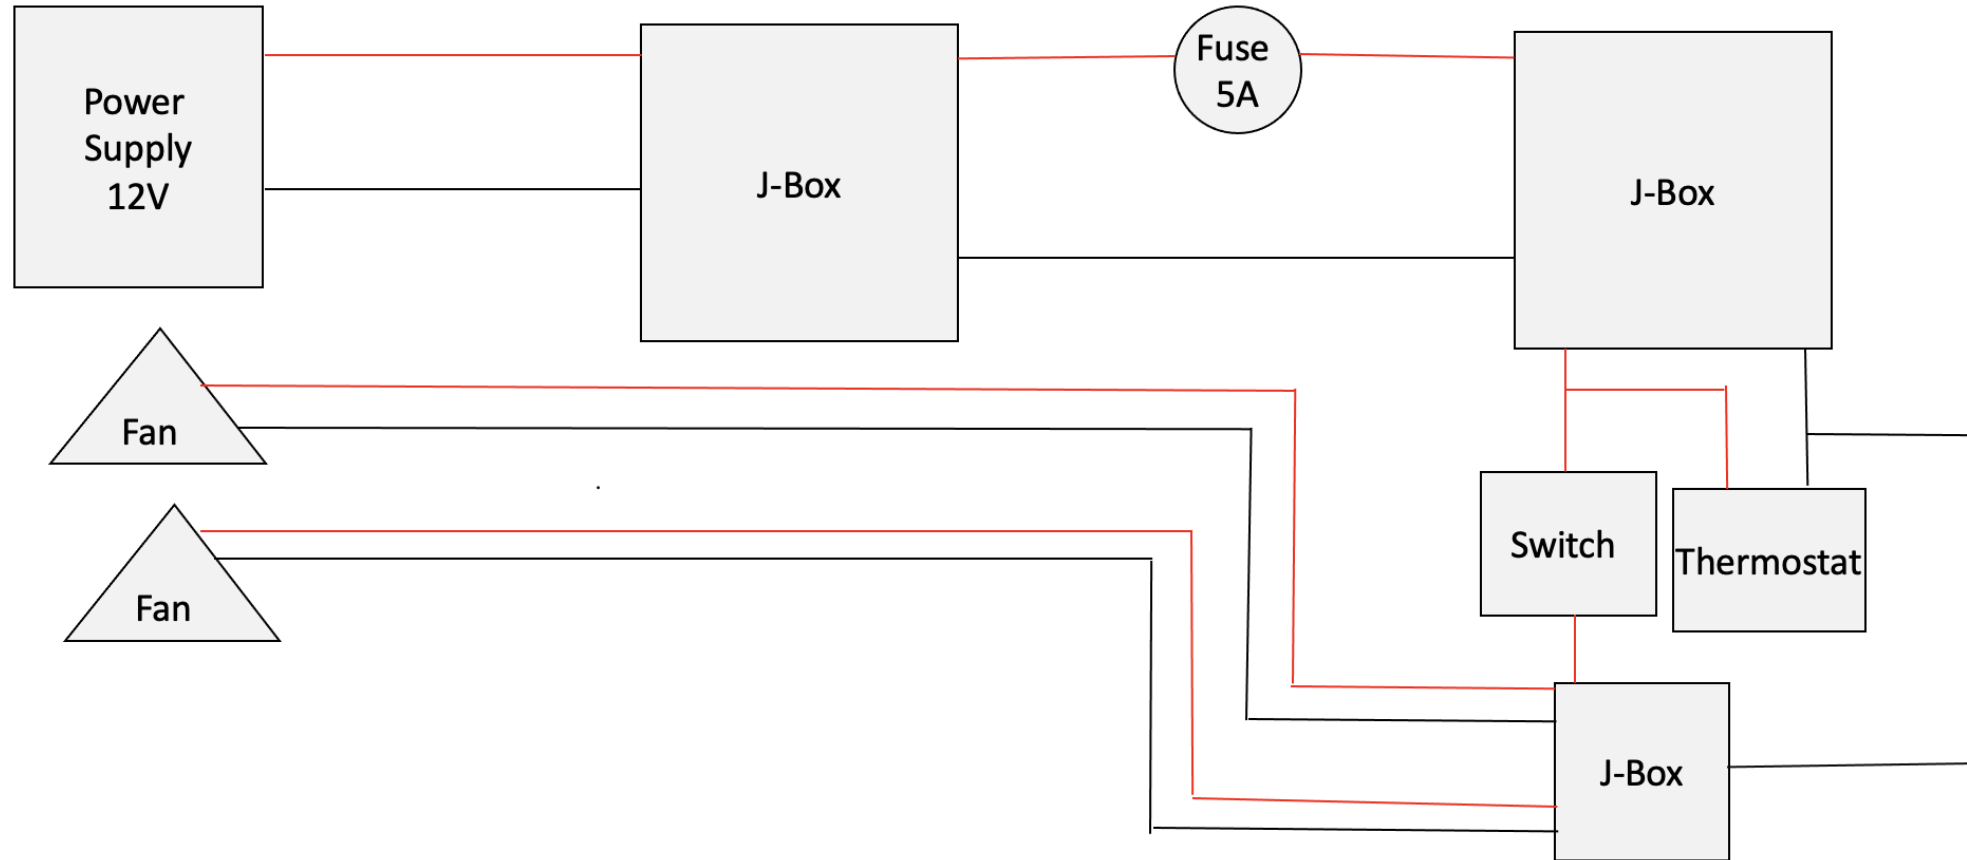 Power
Supply
12V
J-Box
Fuse
5A
J-Box
Fan
Fan
Switch
Thermostat
J-Box